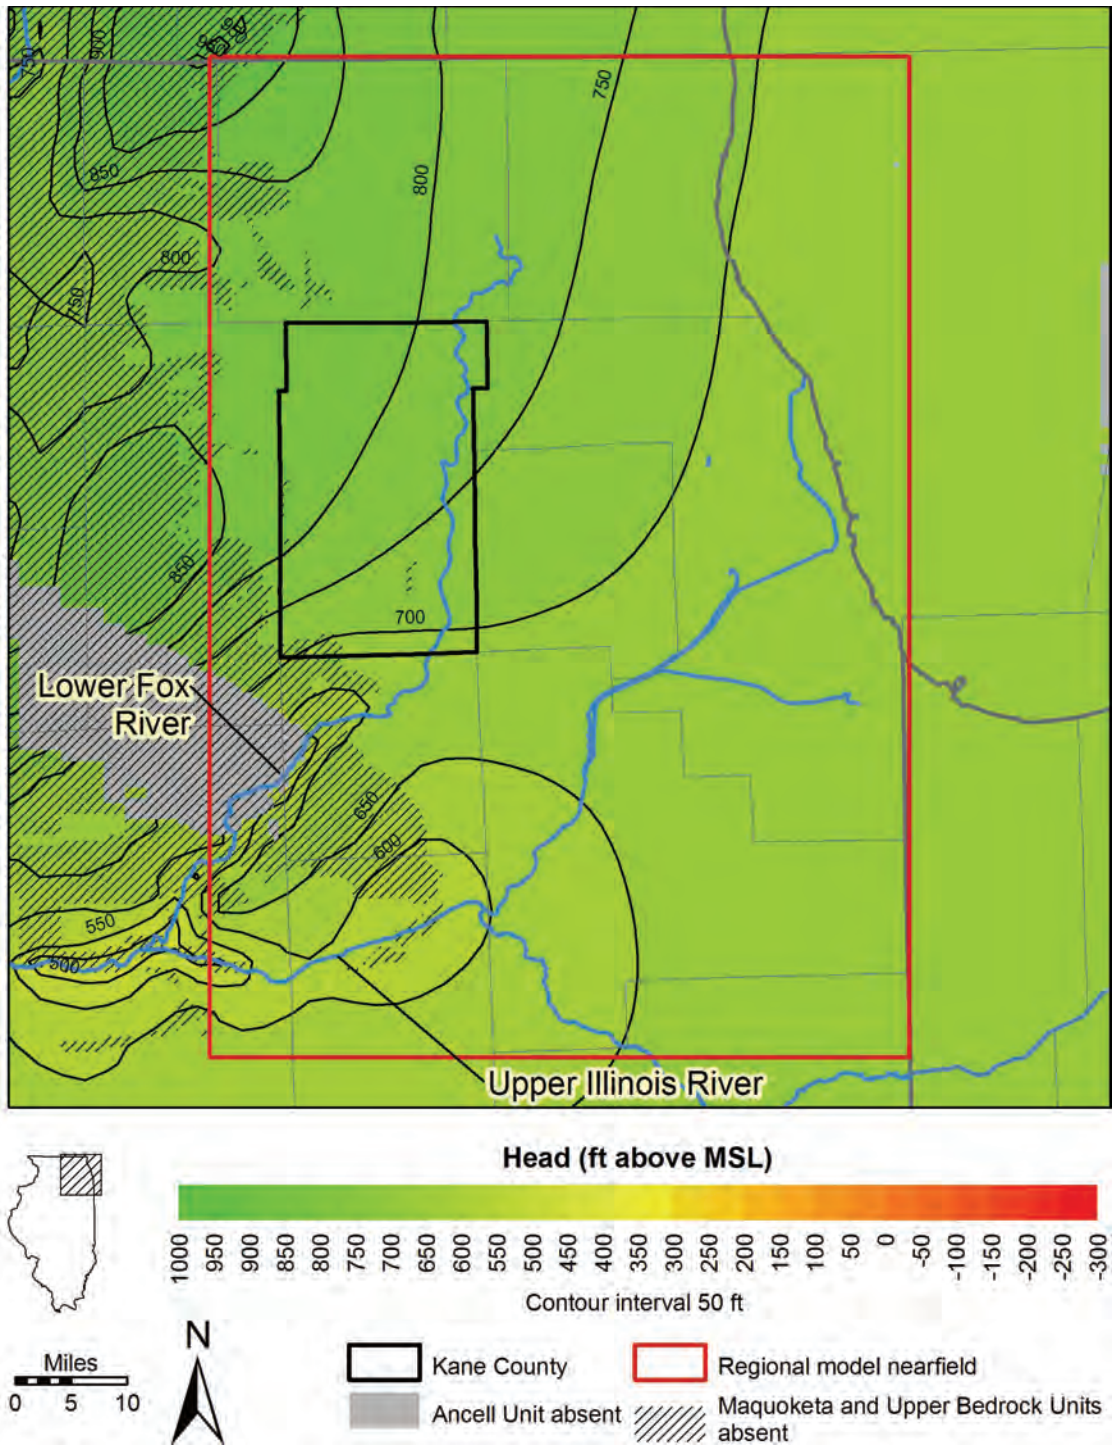 750
900
950
950
850
800
750
800
750
850
700
Lower Fox
River
650
600
550
500
Upper Illinois River
Head (ft above MSL)
1000 950 900 850 800 750 700 650 600 550 500 450 400 350 300 250 200 150 100 50 0 -50 -100 -150 -200 -250 -300
Contour interval 50 ft
N
Miles
0 5 10
Kane County
Regional model nearfield
Ancell Unit absent
Maquoketa and Upper Bedrock Units
absent